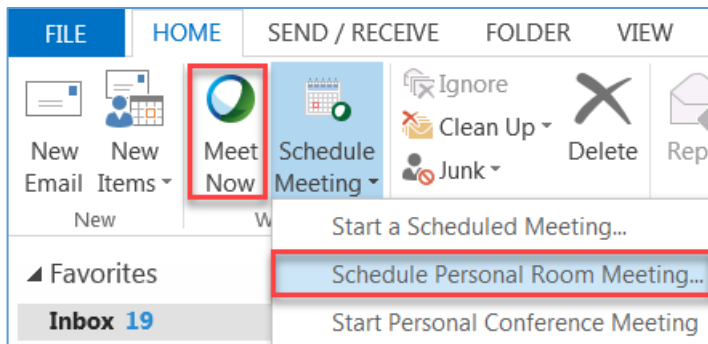 FILE HOME SEND / RECEIVE FOLDER VIEW
New Email
New Items
Meet Now
Schedule Meeting
Ignore
Clean Up
Junk
Delete
New
Start a Scheduled Meeting...
Schedule Personal Room Meeting...
Start Personal Conference Meeting
Favorites
Inbox 19